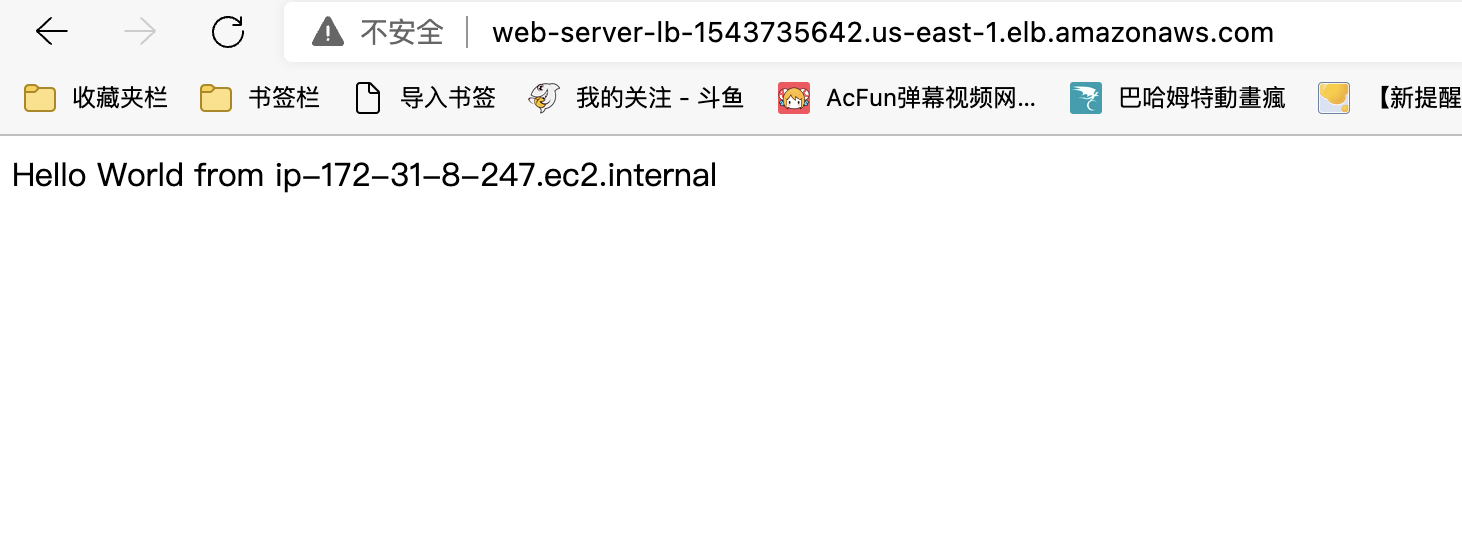 不安全 web-server-lb-1543735642.us-east-1.elb.amazonaws.com
收藏夹栏 书签栏 导入书签 我的关注 - 斗鱼 AcFun弹幕视频网... 巴哈姆特動畫瘋 【新提醒
Hello World from ip-172-31-8-247.ec2.internal